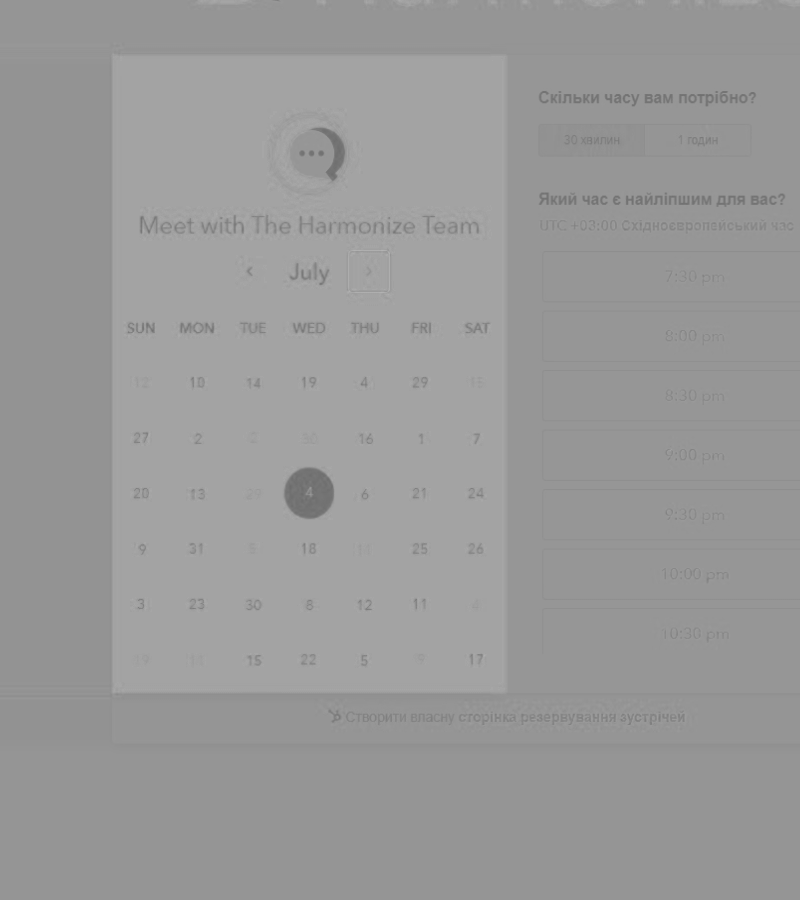 Meet with The Harmonize Team
‹ July ›
SUN MON TUE WED THU FRI SAT
12 10 14 19 4 29 15
27 2 2 30 16 1 7
20 13 29 4 6 21 24
9 31 5 18 11 25 26
3 23 30 8 12 11 4
19 18 15 22 5 9 17
Скільки часу вам потрібно?
30 хвилин 1 годин
Який час є найліпшим для вас?
UTC +03:00 Східноєвропейський час
7:30 pm
8:00 pm
8:30 pm
9:00 pm
9:30 pm
10:00 pm
10:30 pm
Створити власну сторінка резервування зустрічей